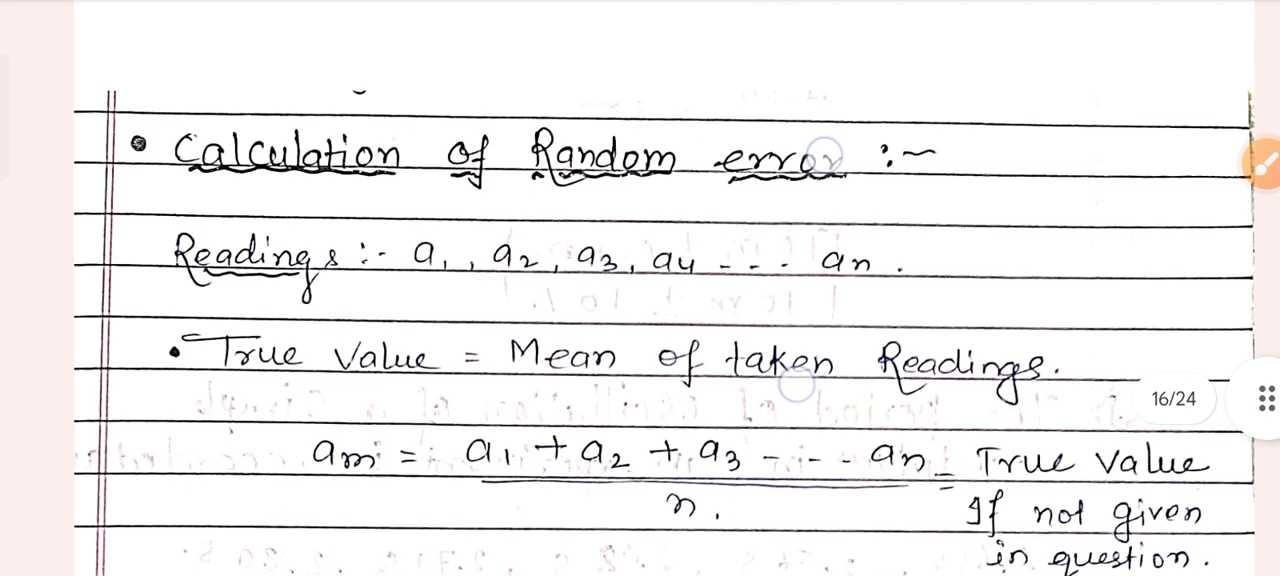 • Calculation of Random error :~
Readings :- a₁, a₂, a₃, a₄ - - - an.
• True Value = Mean of taken Readings.
16/24
am = a₁ + a₂ + a₃ - - - an = True Value
n.
If not given
in question.